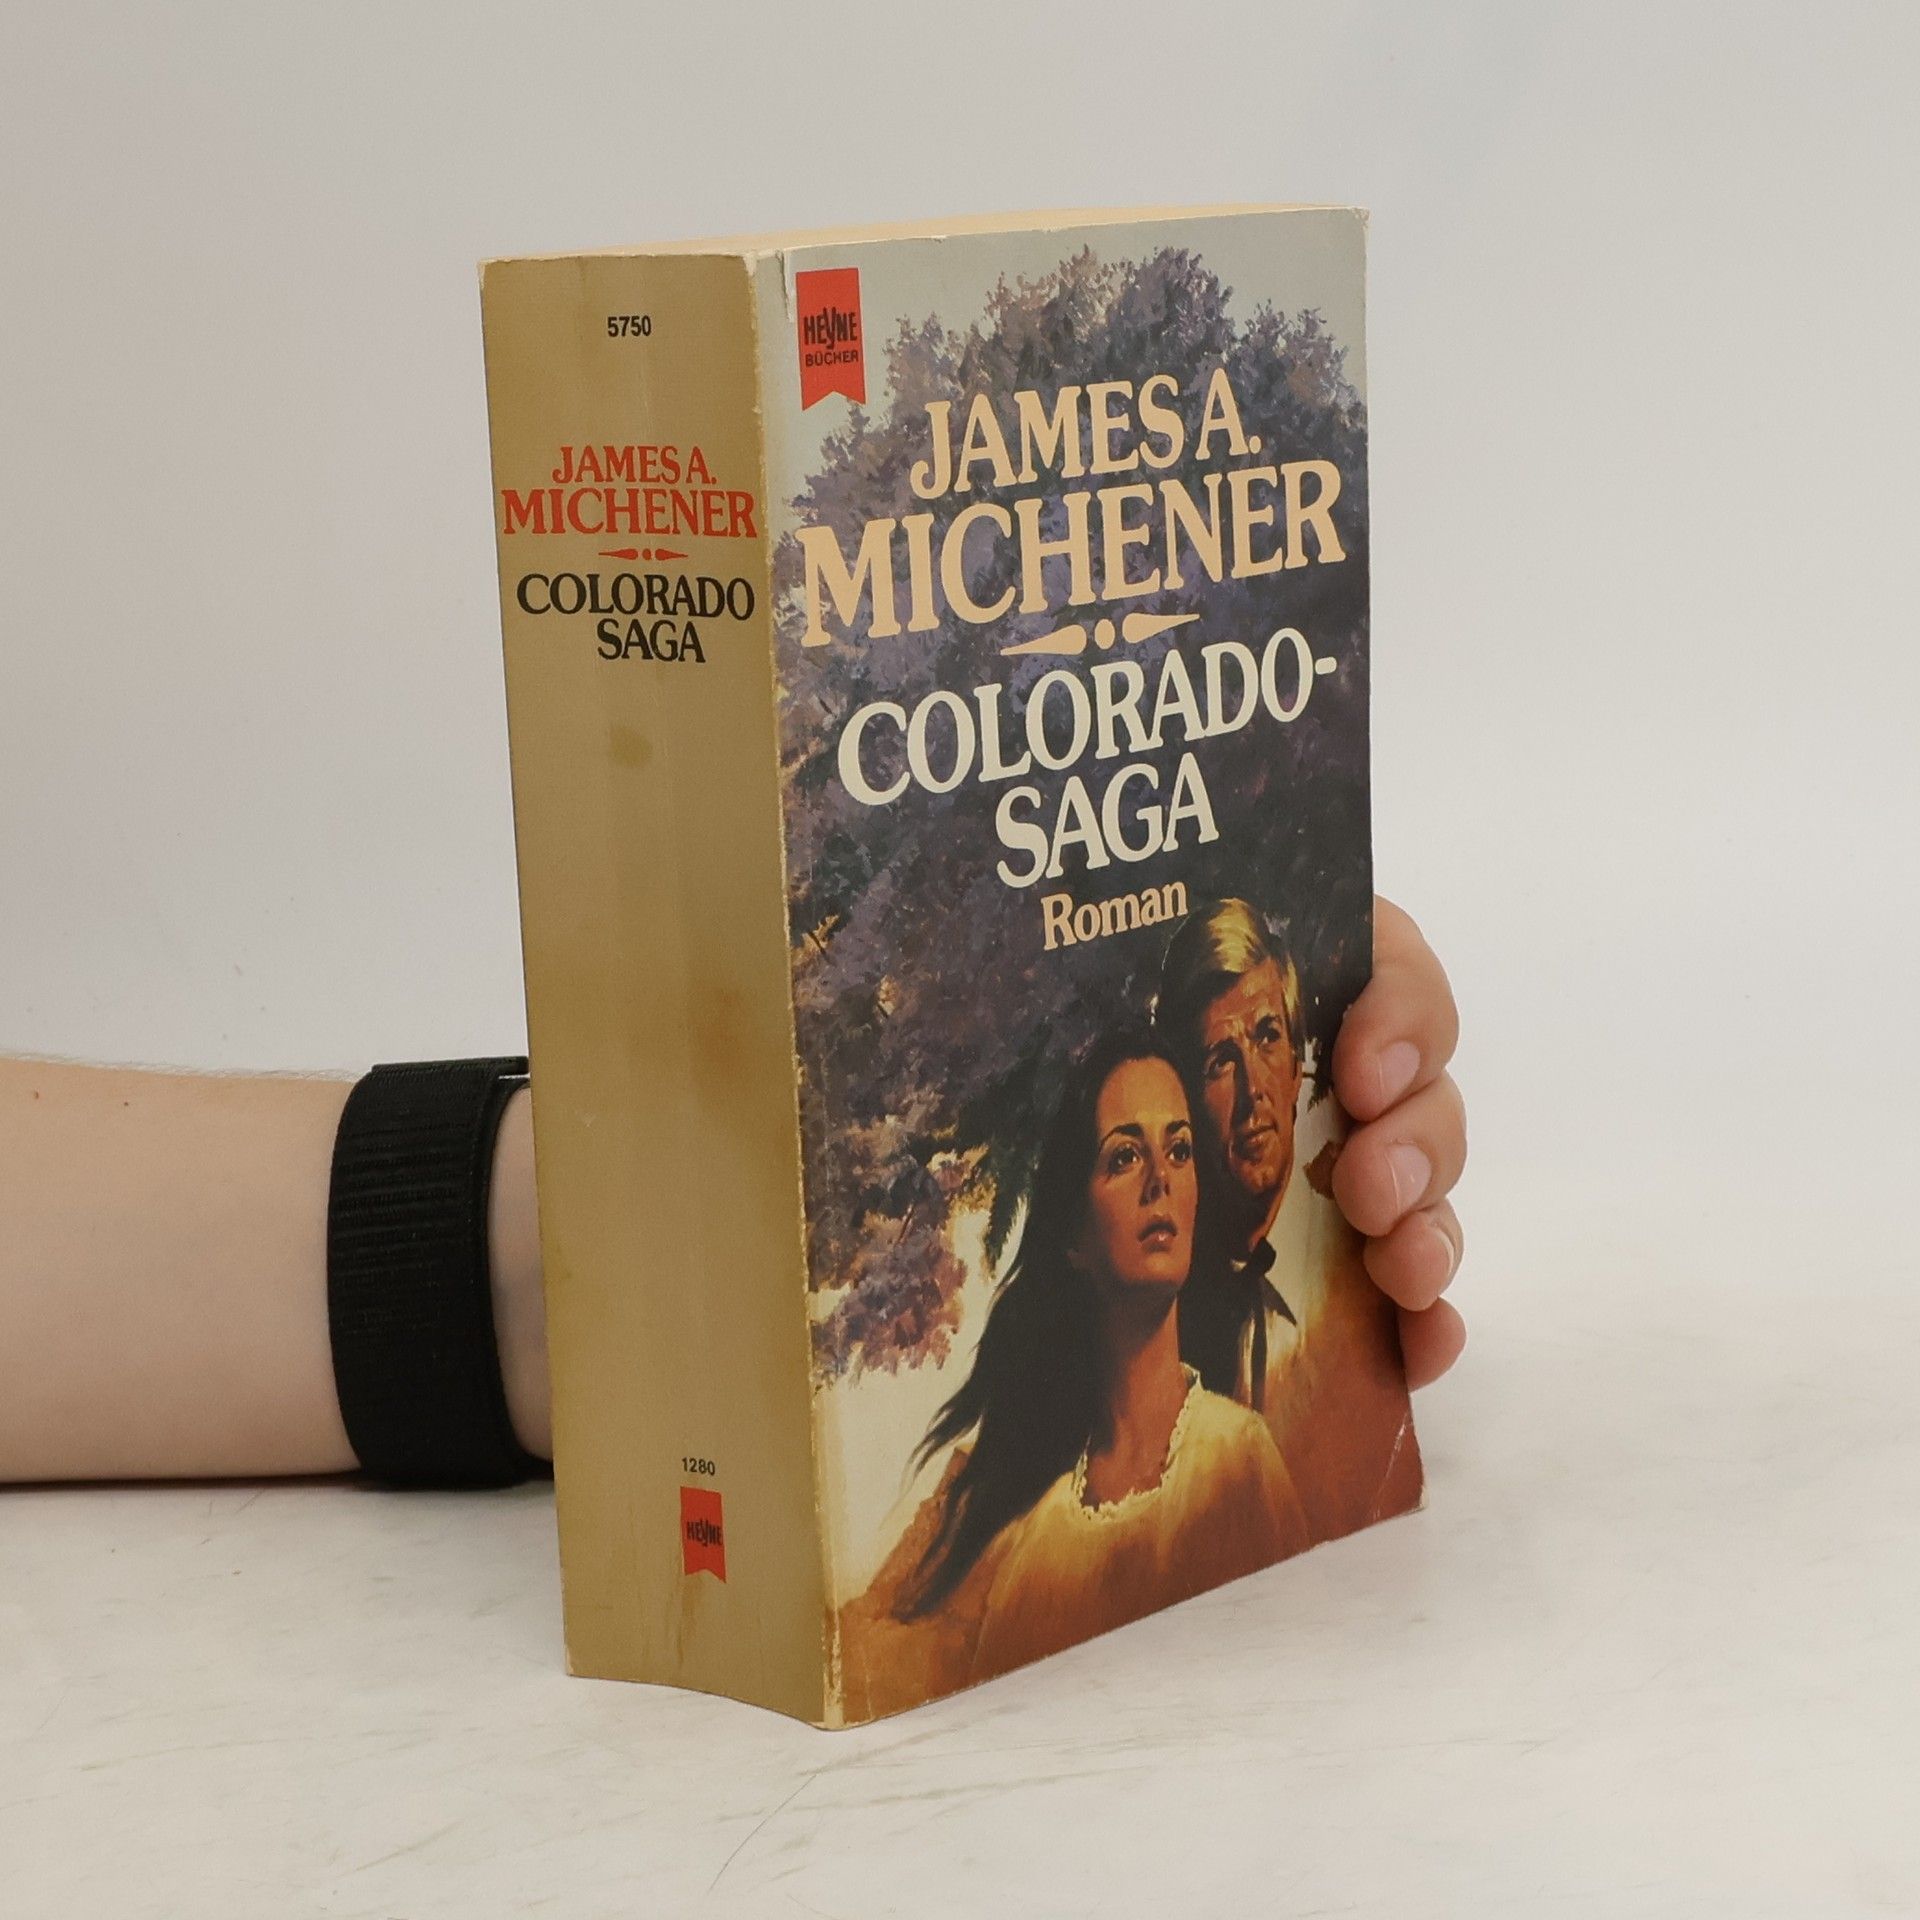 5750
JAMES A.
MICHENER
COLORADO
SAGA
1280
HEYNE
HEYNE
BÜCHER
JAMES A.
MICHENER
COLORADO-
SAGA
Roman